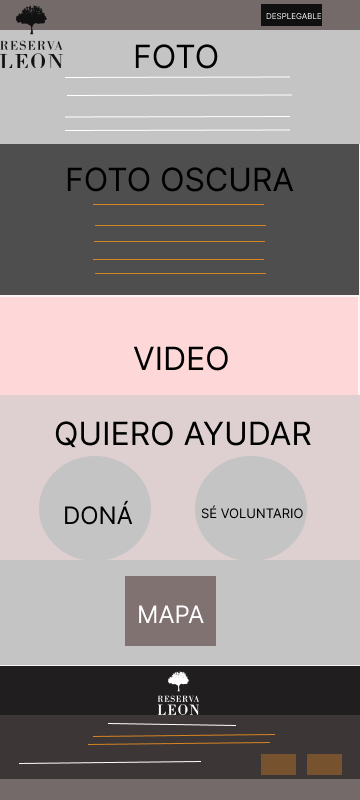 DESPLEGABLE
RESERVA
LEON
FOTO
FOTO OSCURA
VIDEO
QUIERO AYUDAR
DONÁ
SÉ VOLUNTARIO
MAPA
RESERVA
LEON